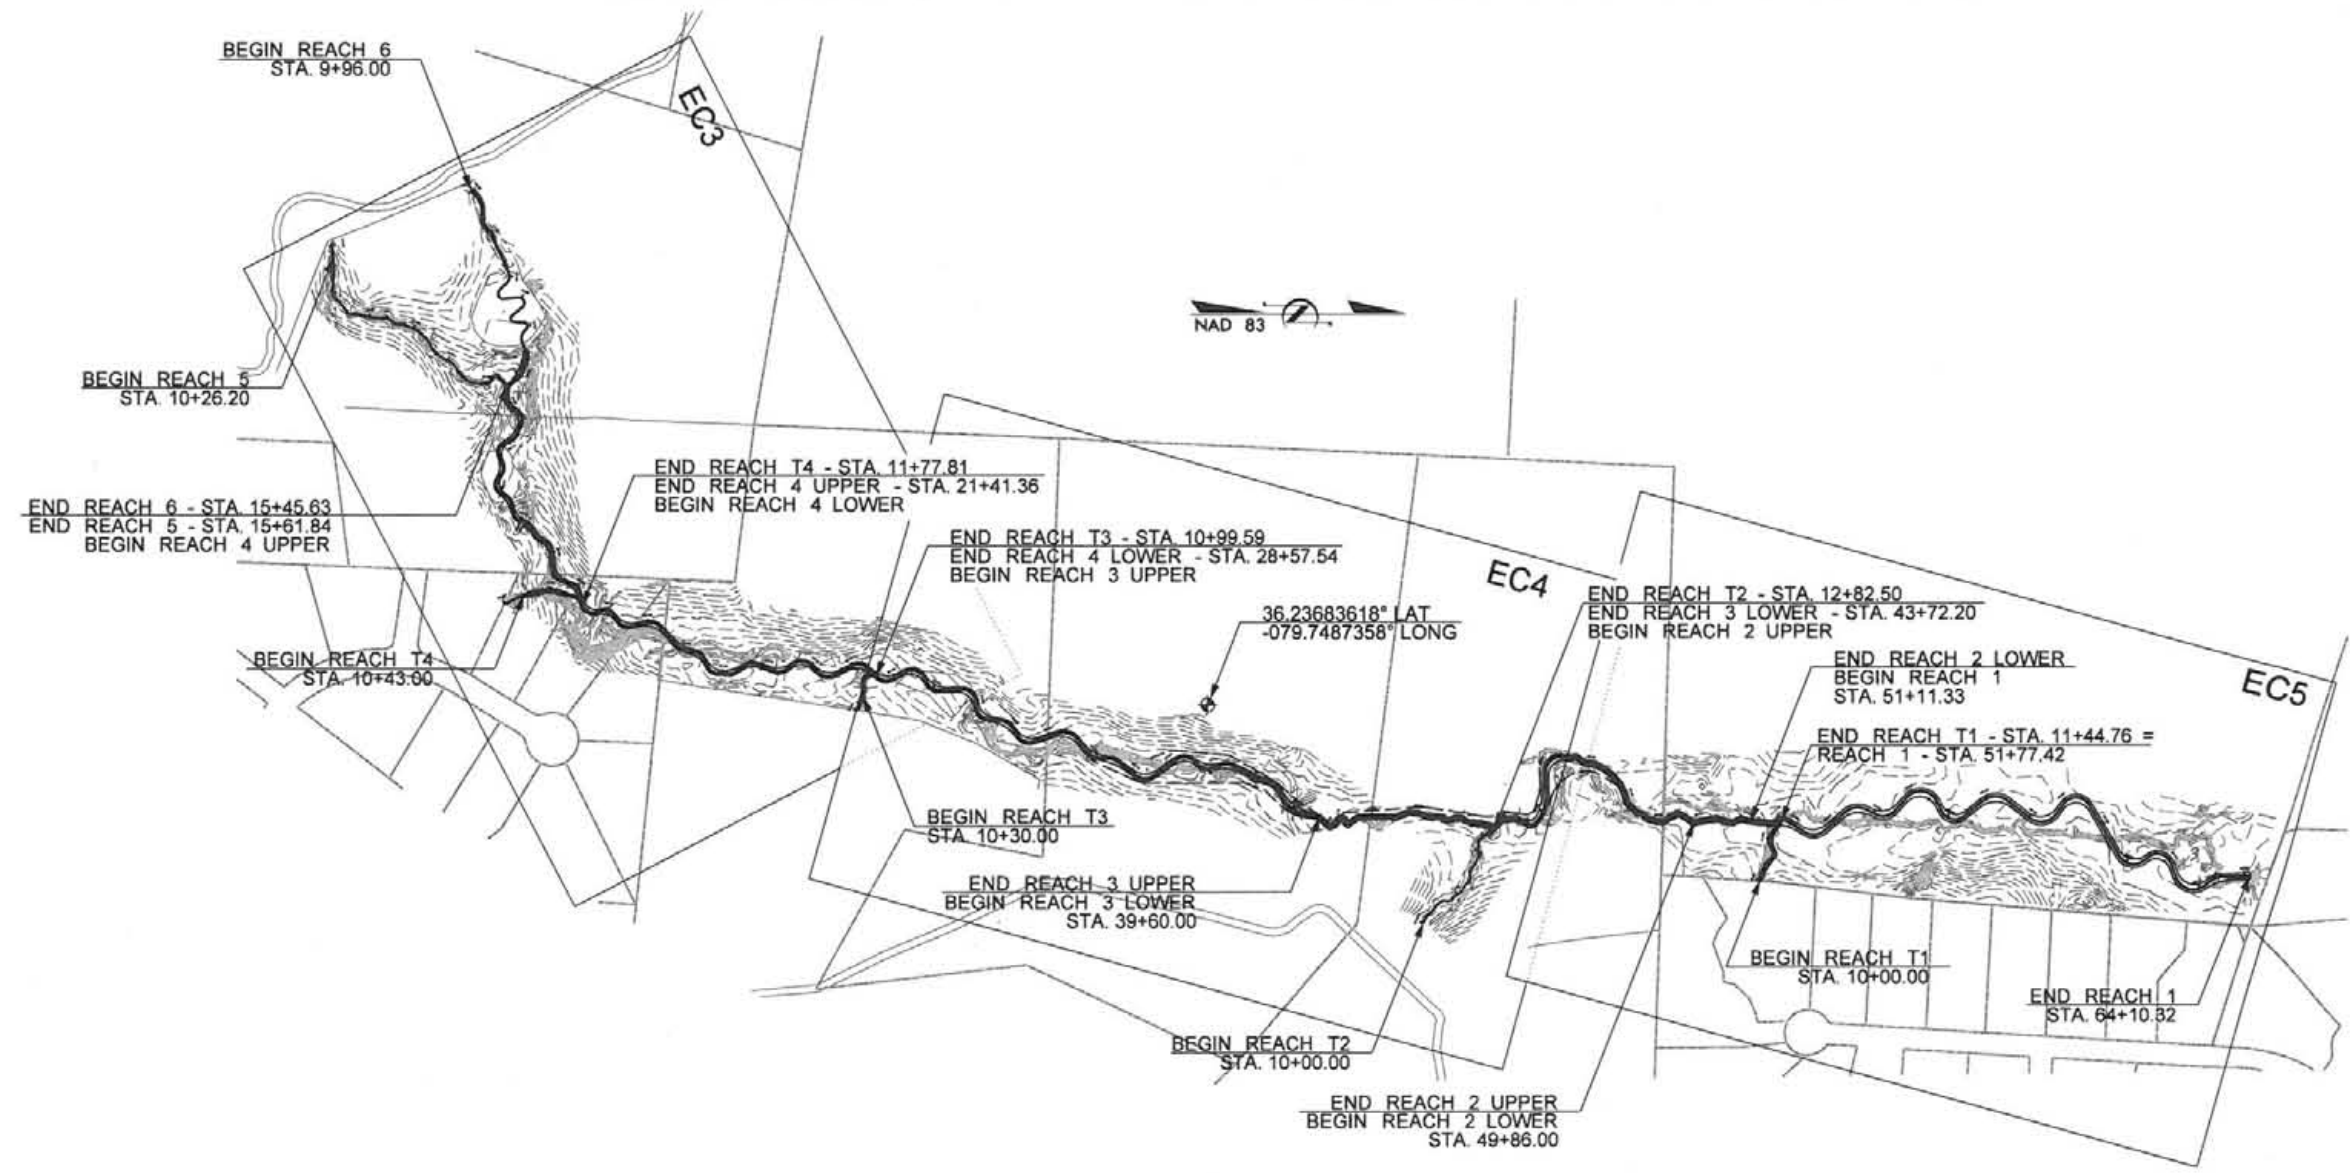 BEGIN REACH 6
STA. 9+96.00
EC3
NAD 83
BEGIN REACH 5
STA. 10+26.20
END REACH T4 - STA. 11+77.81
END REACH 4 UPPER - STA. 21+41.36
BEGIN REACH 4 LOWER
END REACH 6 - STA. 15+45.63
END REACH 5 - STA. 15+61.84
BEGIN REACH 4 UPPER
END REACH T3 - STA. 10+99.59
END REACH 4 LOWER - STA. 28+57.54
BEGIN REACH 3 UPPER
EC4
36.23683618° LAT
-079.7487358° LONG
END REACH T2 - STA. 12+82.50
END REACH 3 LOWER - STA. 43+72.20
BEGIN REACH 2 UPPER
BEGIN REACH T4
STA. 10+43.00
END REACH 2 LOWER
BEGIN REACH 1
STA. 51+11.33
EC5
END REACH T1 - STA. 11+44.76 =
REACH 1 - STA. 51+77.42
BEGIN REACH T3
STA. 10+30.00
END REACH 3 UPPER
BEGIN REACH 3 LOWER
STA. 39+60.00
BEGIN REACH T1
STA. 10+00.00
END REACH 1
STA. 64+10.32
BEGIN REACH T2
STA. 10+00.00
END REACH 2 UPPER
BEGIN REACH 2 LOWER
STA. 49+86.00